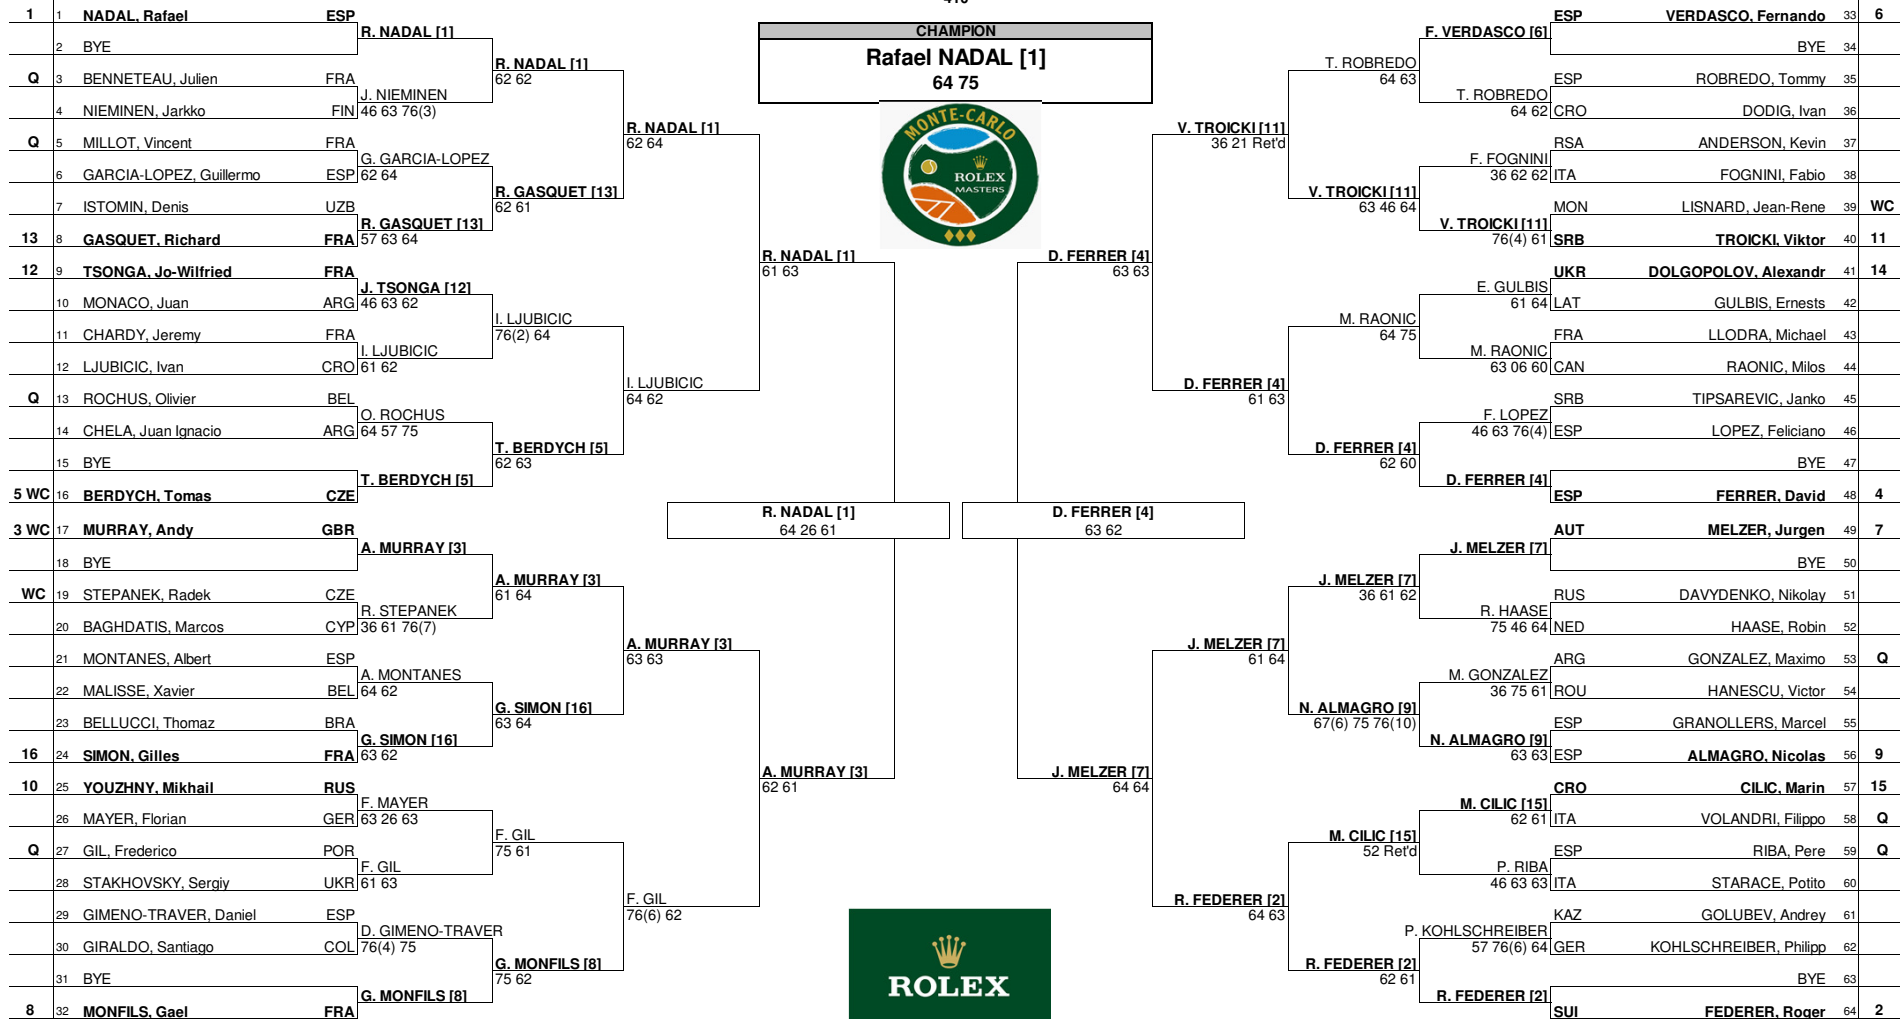 1 1 NADAL, Rafael ESP
R. NADAL [1]
2 BYE
R. NADAL [1]
62 62
Q 3 BENNETEAU, Julien FRA
J. NIEMINEN
4 NIEMINEN, Jarkko FIN 46 63 76(3)
R. NADAL [1]
62 64
Q 5 MILLOT, Vincent FRA
G. GARCIA-LOPEZ
6 GARCIA-LOPEZ, Guillermo ESP 62 64
R. GASQUET [13]
62 61
7 ISTOMIN, Denis UZB
R. GASQUET [13]
13 8 GASQUET, Richard FRA 57 63 64
R. NADAL [1]
61 63
12 9 TSONGA, Jo-Wilfried FRA
J. TSONGA [12]
10 MONACO, Juan ARG 46 63 62
I. LJUBICIC
76(2) 64
11 CHARDY, Jeremy FRA
I. LJUBICIC
12 LJUBICIC, Ivan CRO 61 62
I. LJUBICIC
64 62
Q 13 ROCHUS, Olivier BEL
O. ROCHUS
14 CHELA, Juan Ignacio ARG 64 57 75
T. BERDYCH [5]
62 63
15 BYE
T. BERDYCH [5]
5 WC 16 BERDYCH, Tomas CZE
R. NADAL [1]
64 26 61
3 WC 17 MURRAY, Andy GBR
A. MURRAY [3]
18 BYE
A. MURRAY [3]
61 64
WC 19 STEPANEK, Radek CZE
R. STEPANEK
20 BAGHDATIS, Marcos CYP 36 61 76(7)
A. MURRAY [3]
63 63
21 MONTANES, Albert ESP
A. MONTANES
22 MALISSE, Xavier BEL 64 62
G. SIMON [16]
63 64
23 BELLUCCI, Thomaz BRA
G. SIMON [16]
16 24 SIMON, Gilles FRA 63 62
A. MURRAY [3]
62 61
10 25 YOUZHNY, Mikhail RUS
F. MAYER
26 MAYER, Florian GER 63 26 63
F. GIL
75 61
Q 27 GIL, Frederico POR
F. GIL
28 STAKHOVSKY, Sergiy UKR 61 63
F. GIL
76(6) 62
29 GIMENO-TRAVER, Daniel ESP
D. GIMENO-TRAVER
30 GIRALDO, Santiago COL 76(4) 75
G. MONFILS [8]
75 62
31 BYE
G. MONFILS [8]
8 32 MONFILS, Gael FRA
CHAMPION
Rafael NADAL [1]
64 75
MONTE-CARLO
ROLEX
MASTERS
ROLEX
ESP VERDASCO, Fernando 33 6
F. VERDASCO [6]
BYE 34
T. ROBREDO
64 63
ESP ROBREDO, Tommy 35
T. ROBREDO
64 62 CRO DODIG, Ivan 36
V. TROICKI [11]
36 21 Ret'd
RSA ANDERSON, Kevin 37
F. FOGNINI
36 62 62 ITA FOGNINI, Fabio 38
V. TROICKI [11]
63 46 64
MON LISNARD, Jean-Rene 39 WC
V. TROICKI [11]
76(4) 61 SRB TROICKI, Viktor 40 11
D. FERRER [4]
63 63
UKR DOLGOPOLOV, Alexandr 41 14
E. GULBIS
61 64 LAT GULBIS, Ernests 42
M. RAONIC
64 75
FRA LLODRA, Michael 43
M. RAONIC
63 06 60 CAN RAONIC, Milos 44
D. FERRER [4]
61 63
SRB TIPSAREVIC, Janko 45
F. LOPEZ
46 63 76(4) ESP LOPEZ, Feliciano 46
D. FERRER [4]
62 60
BYE 47
D. FERRER [4]
ESP FERRER, David 48 4
D. FERRER [4]
63 62
AUT MELZER, Jurgen 49 7
J. MELZER [7]
BYE 50
J. MELZER [7]
36 61 62
RUS DAVYDENKO, Nikolay 51
R. HAASE
75 46 64 NED HAASE, Robin 52
J. MELZER [7]
61 64
ARG GONZALEZ, Maximo 53 Q
M. GONZALEZ
36 75 61 ROU HANESCU, Victor 54
N. ALMAGRO [9]
67(6) 75 76(10)
ESP GRANOLLERS, Marcel 55
N. ALMAGRO [9]
63 63 ESP ALMAGRO, Nicolas 56 9
J. MELZER [7]
64 64
CRO CILIC, Marin 57 15
M. CILIC [15]
62 61 ITA VOLANDRI, Filippo 58 Q
M. CILIC [15]
52 Ret'd
ESP RIBA, Pere 59 Q
P. RIBA
46 63 63 ITA STARACE, Potito 60
R. FEDERER [2]
64 63
KAZ GOLUBEV, Andrey 61
P. KOHLSCHREIBER
57 76(6) 64 GER KOHLSCHREIBER, Philipp 62
R. FEDERER [2]
62 61
BYE 63
R. FEDERER [2]
SUI FEDERER, Roger 64 2